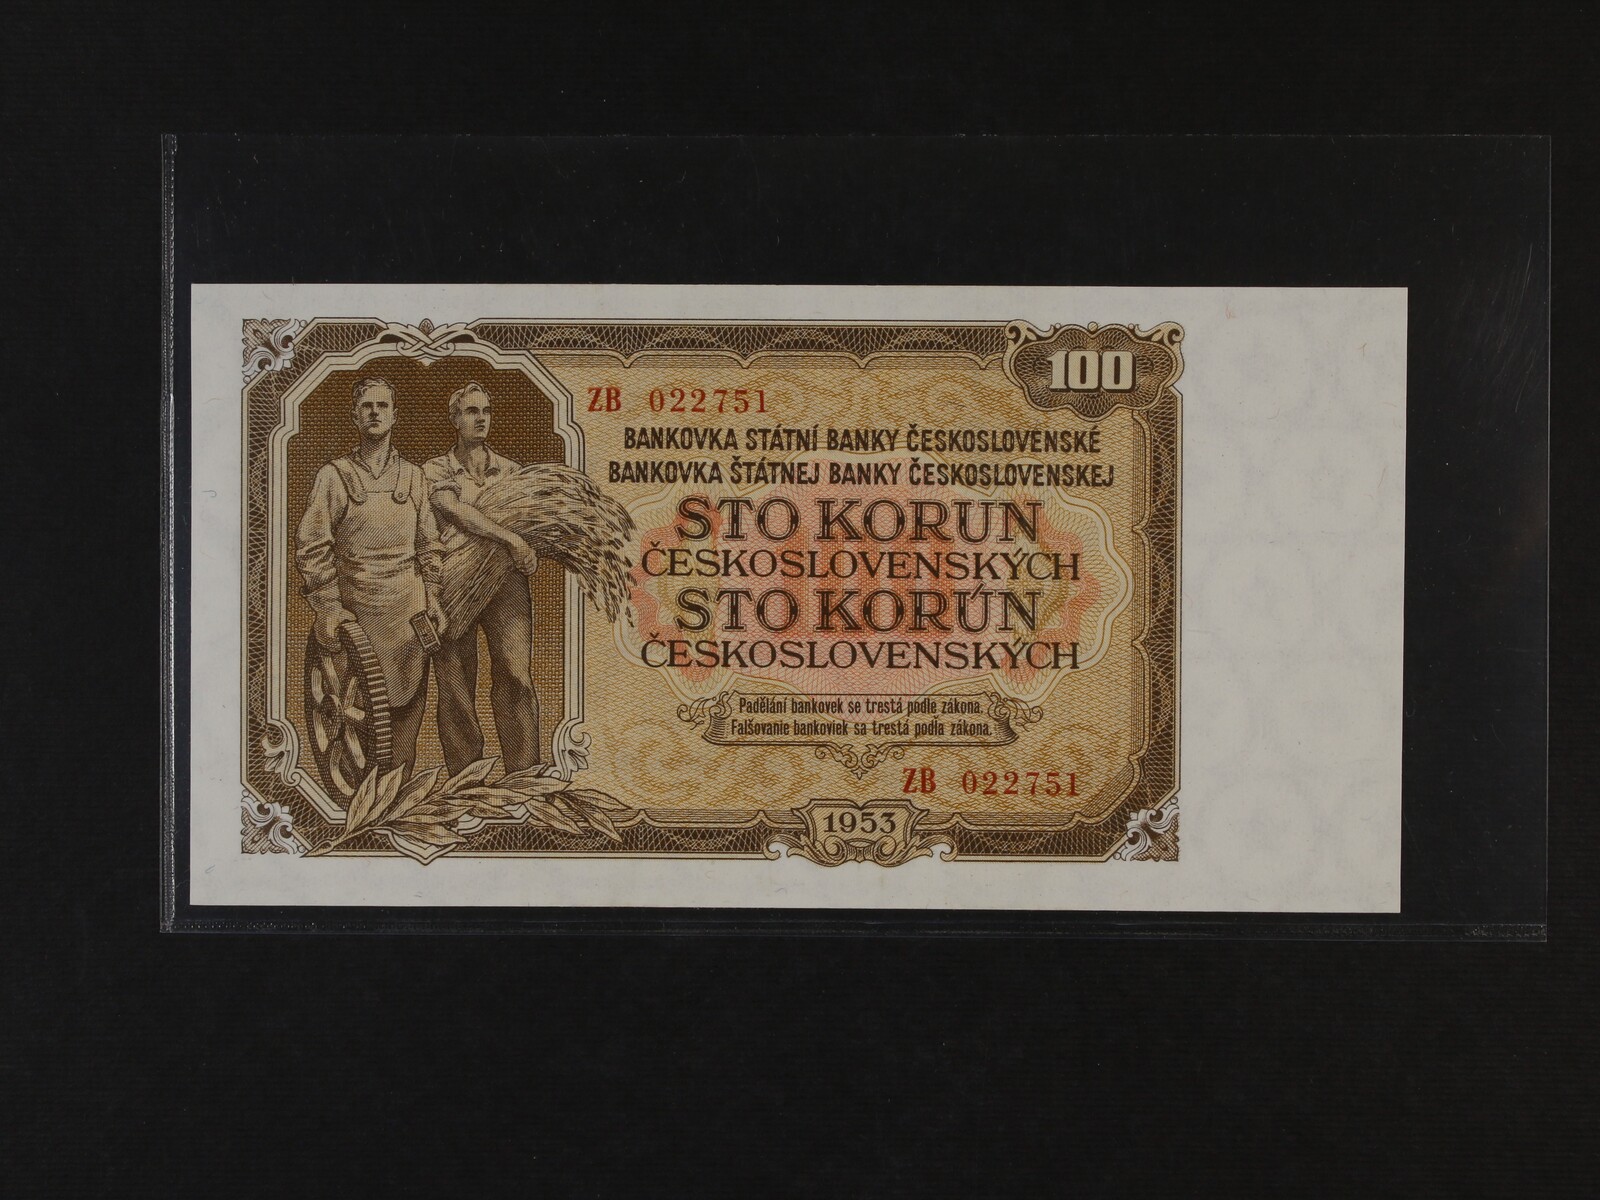 100
ZB 022751
BANKOVKA STÁTNÍ BANKY ČESKOSLOVENSKÉ
BANKOVKA ŠTÁTNEJ BANKY ČESKOSLOVENSKEJ
STO KORUN
ČESKOSLOVENSKÝCH
STO KORÚN
ČESKOSLOVENSKÝCH
Padělání bankovek se trestá podle zákona.
Falšovanie bankoviek sa trestá podla zákona.
ZB 022751
1953